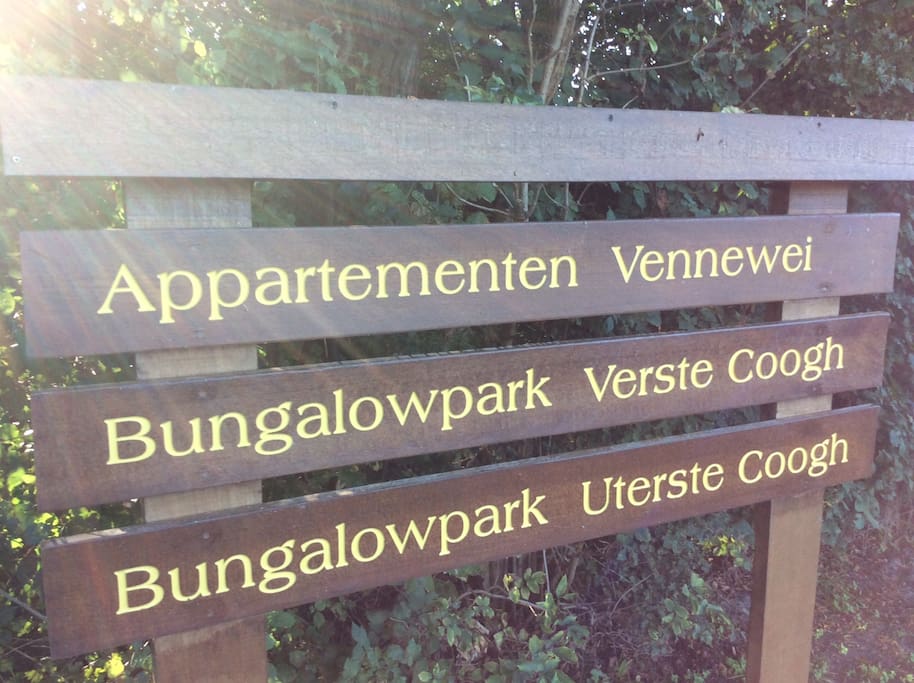 Appartementen Vennewei
Bungalowpark Verste Coogh
Bungalowpark Uterste Coogh